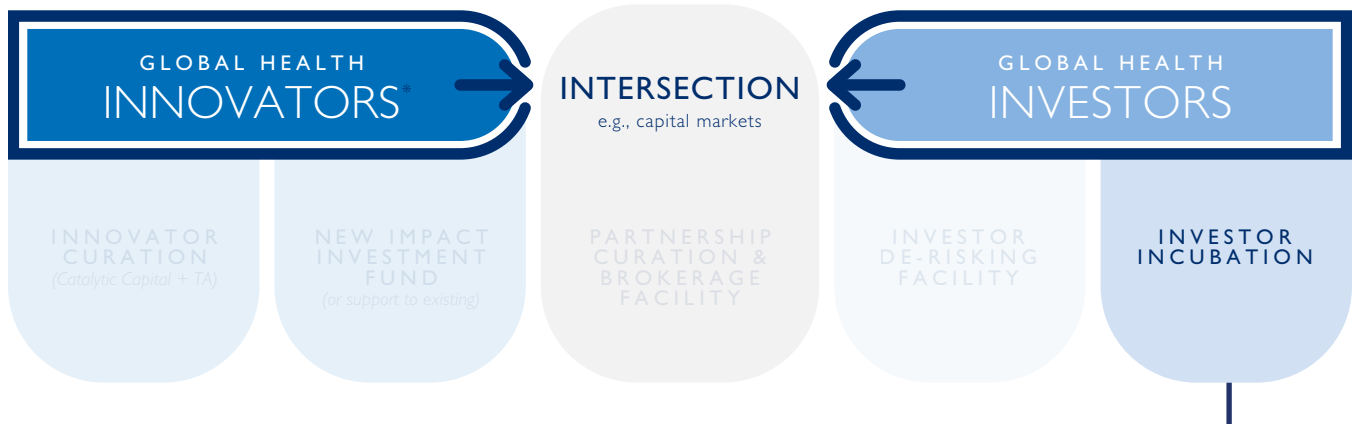 GLOBAL HEALTH
INNOVATORS*
INTERSECTION
e.g., capital markets
GLOBAL HEALTH
INVESTORS
INNOVATOR
CURATION
(Catalytic Capital + TA)
NEW IMPACT
INVESTMENT
FUND
(or support to existing)
PARTNERSHIP
CURATION &
BROKERAGE
FACILITY
INVESTOR
DE-RISKING
FACILITY
INVESTOR
INCUBATION